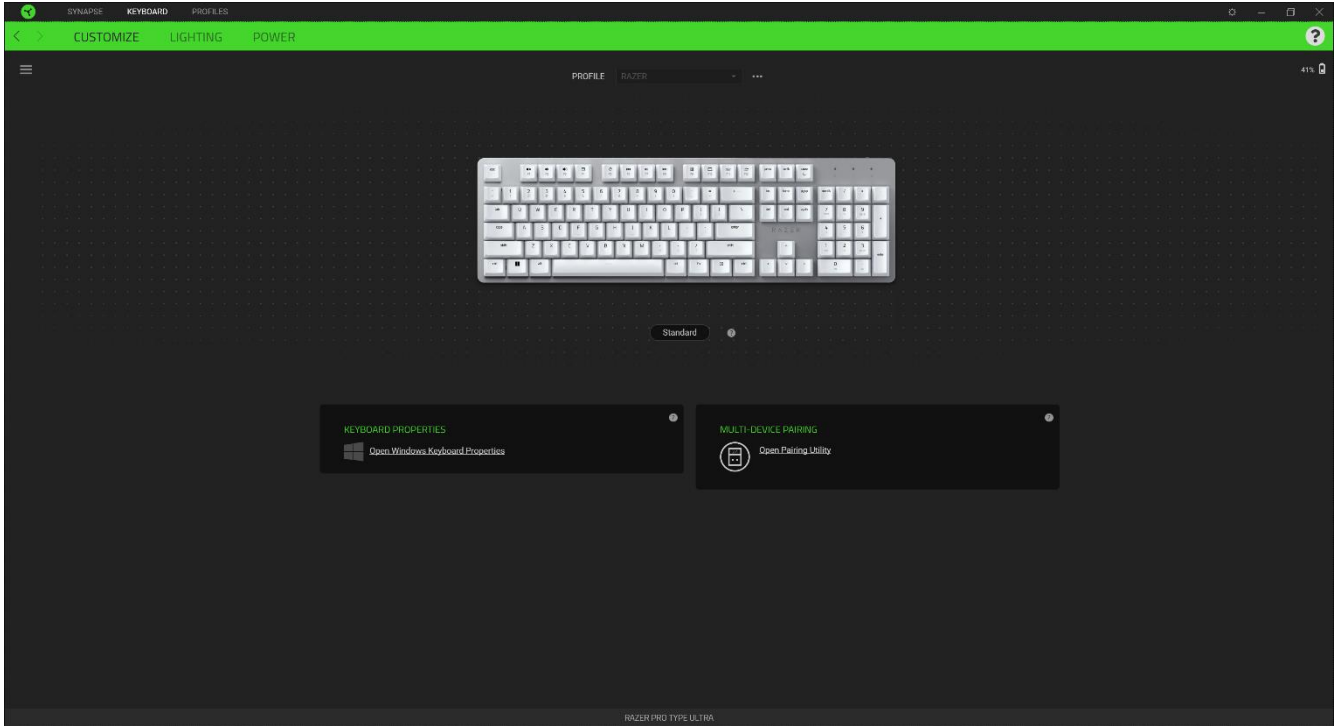 SYNAPSE KEYBOARD PROFILES
CUSTOMIZE LIGHTING POWER
?
PROFILE RAZER
41%
RAZER
Standard
KEYBOARD PROPERTIES
Open Windows Keyboard Properties
MULTI-DEVICE PAIRING
Open Pairing Utility
RAZER PRO TYPE ULTRA